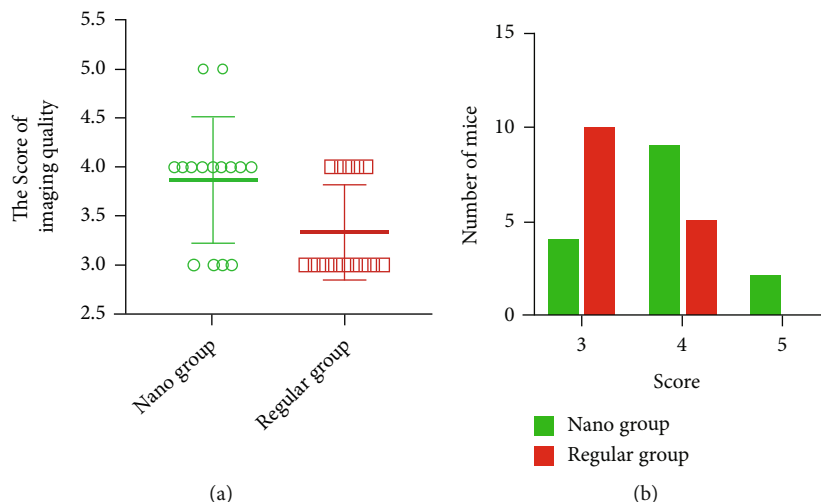 The Score of
imaging quality
5.5
5.0
4.5
4.0
3.5
3.0
2.5
Nano group
Regular group
(a)
Number of mice
15
10
5
0
3
4
5
Score
Nano group
Regular group
(b)